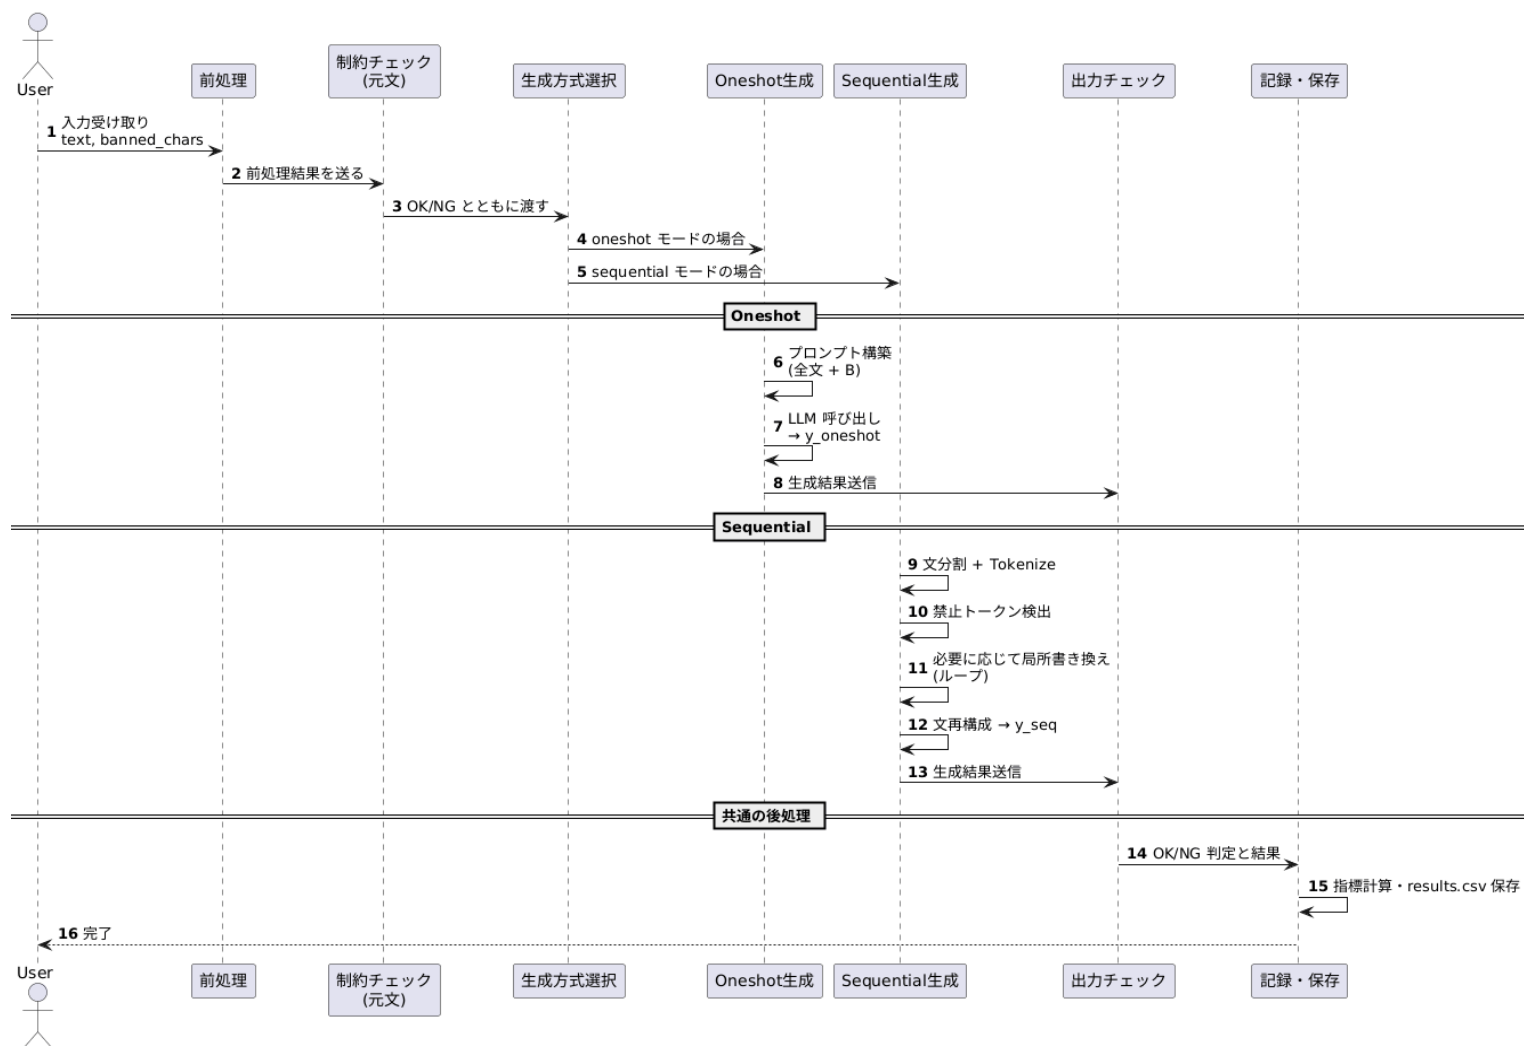 User
前処理
制約チェック
(元文)
生成方式選択
Oneshot生成
Sequential生成
出力チェック
記録・保存
1 入力受け取り
text, banned_chars
2 前処理結果を送る
3 OK/NG とともに渡す
4 oneshot モードの場合
5 sequential モードの場合
Oneshot
6 プロンプト構築
(全文 + B)
7 LLM 呼び出し
→ y_oneshot
8 生成結果送信
Sequential
9 文分割 + Tokenize
10 禁止トークン検出
11 必要に応じて局所書き換え
(ループ)
12 文再構成 → y_seq
13 生成結果送信
共通の後処理
14 OK/NG 判定と結果
15 指標計算・results.csv 保存
16 完了
User
前処理
制約チェック
(元文)
生成方式選択
Oneshot生成
Sequential生成
出力チェック
記録・保存